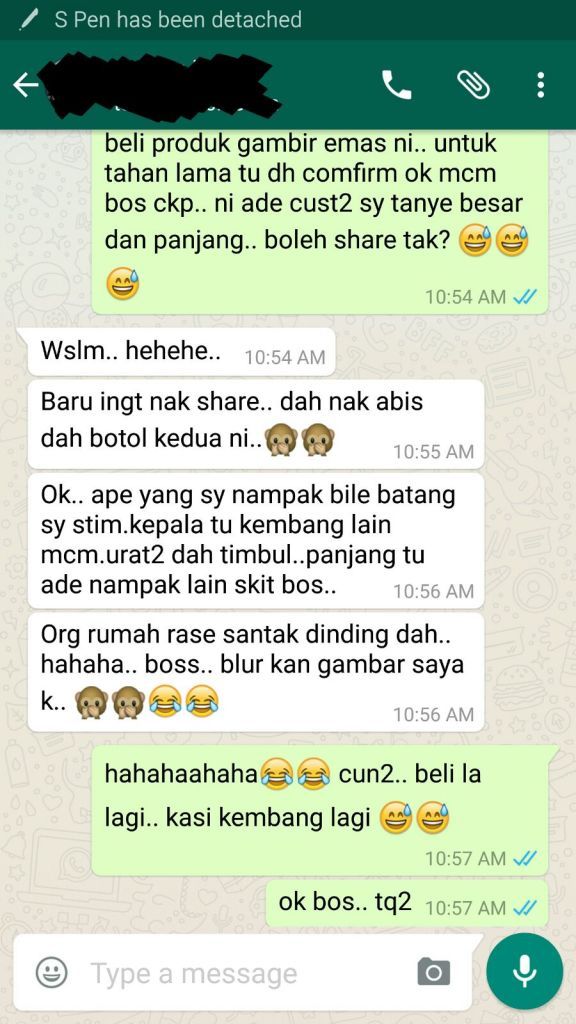 S Pen has been detached
beli produk gambir emas ni.. untuk
tahan lama tu dh comfirm ok mcm
bos ckp.. ni ade cust2 sy tanye besar
dan panjang.. boleh share tak? 😅😅
😅
10:54 AM
Wslm.. hehehe..
10:54 AM
Baru ingt nak share.. dah nak abis
dah botol kedua ni..🙊🙊
10:55 AM
Ok.. ape yang sy nampak bile batang
sy stim.kepala tu kembang lain
mcm.urat2 dah timbul..panjang tu
ade nampak lain skit bos..
10:56 AM
Org rumah rase santak dinding dah..
hahaha.. boss.. blur kan gambar saya
k.. 🙊🙊😂😂
10:56 AM
hahahaahaha😂😂 cun2.. beli la
lagi.. kasi kembang lagi 😅😅
10:57 AM
ok bos.. tq2
10:57 AM
Type a message